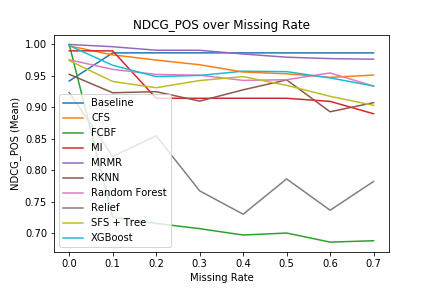 NDCG_POS over Missing Rate
NDCG_POS (Mean)
1.00
0.95
0.90
0.85
0.80
0.75
0.70
Baseline
CFS
FCBF
MI
MRMR
RKNN
Random Forest
Relief
SFS + Tree
XGBoost
0.0 0.1 0.2 0.3 0.4 0.5 0.6 0.7
Missing Rate